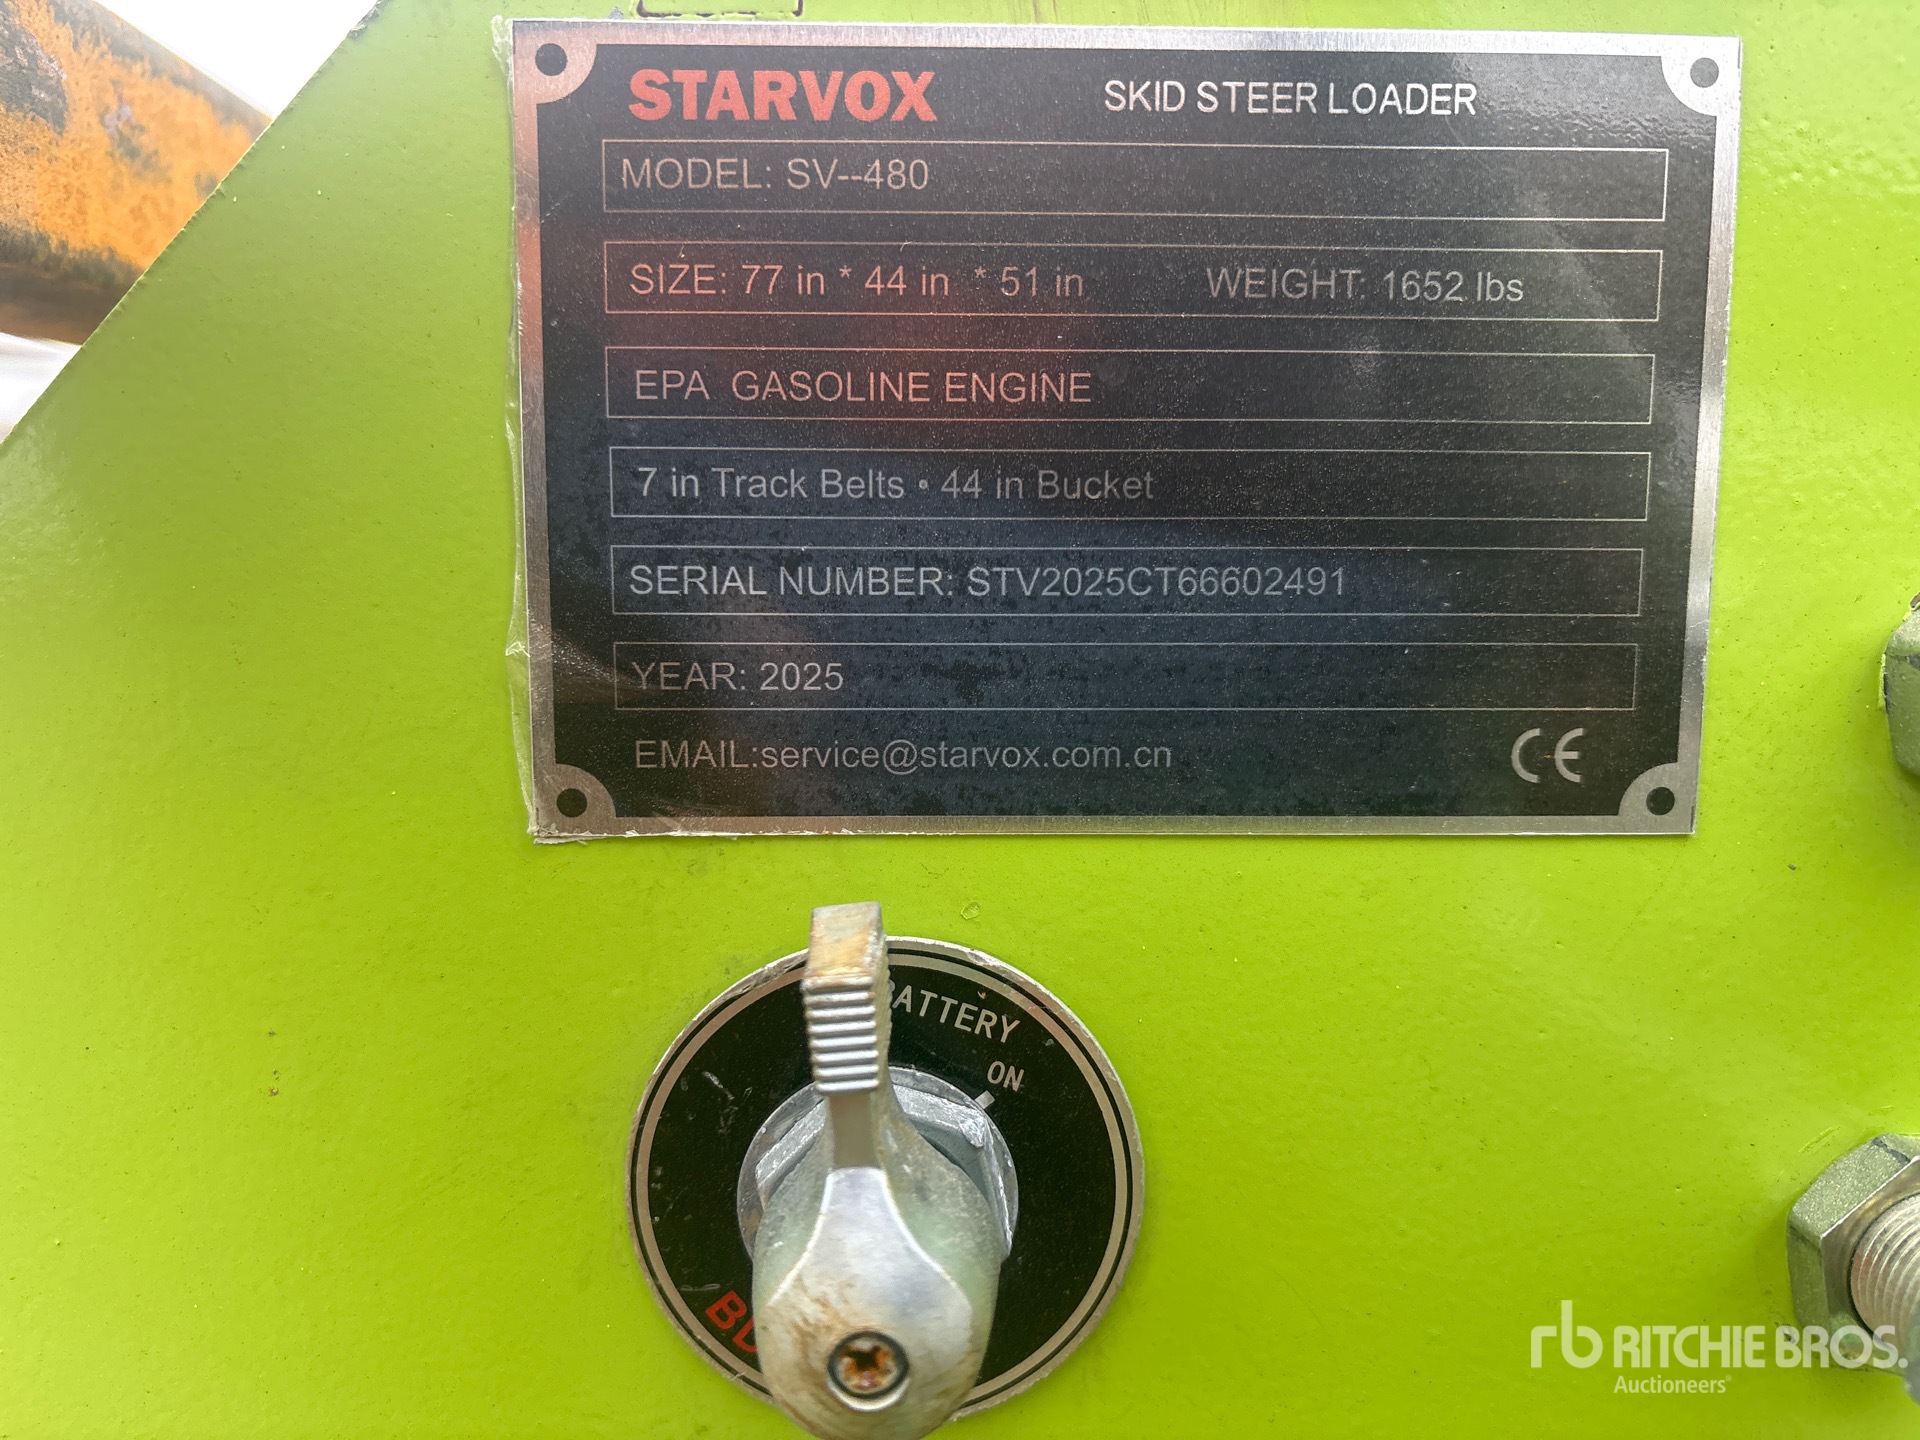 STARVOX SKID STEER LOADER
MODEL: SV--480
SIZE: 77 in * 44 in * 51 in WEIGHT: 1652 lbs
EPA GASOLINE ENGINE
7 in Track Belts • 44 in Bucket
SERIAL NUMBER: STV2025CT66602491
YEAR: 2025
EMAIL:service@starvox.com.cn CE
BATTERY
ON
rb RITCHIE BROS.
Auctioneers